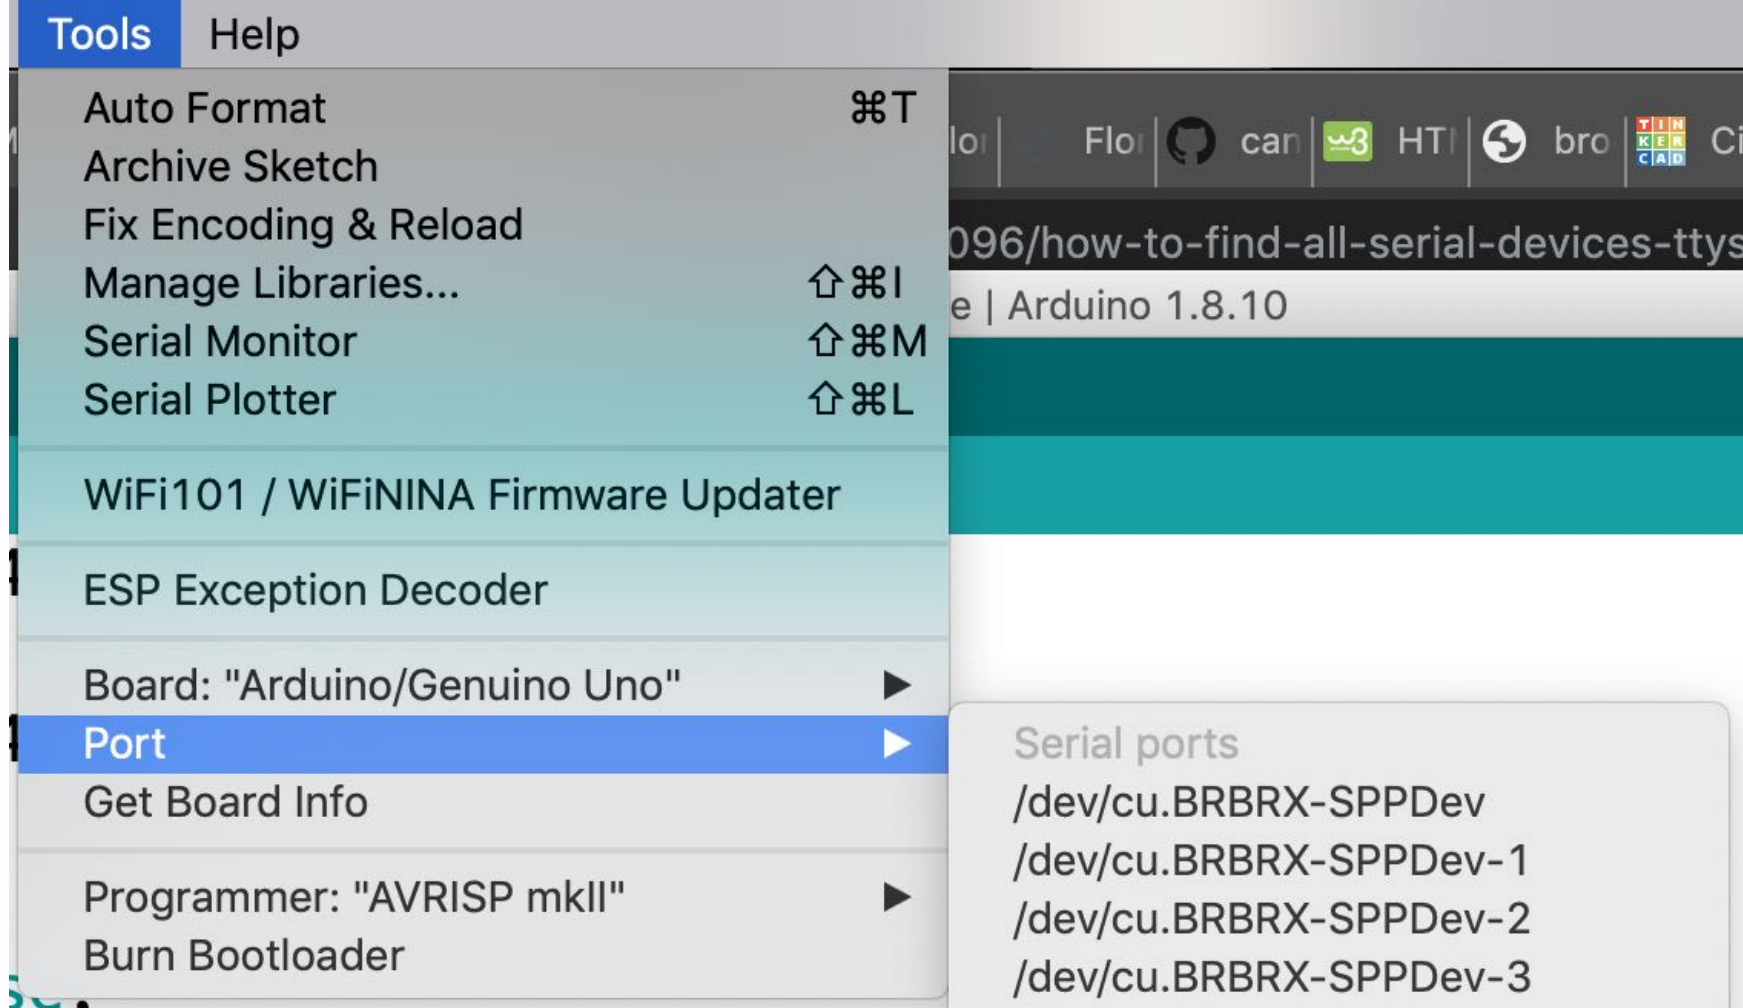 Tools Help
Auto Format ⌘T
Archive Sketch
Fix Encoding & Reload
Manage Libraries... ⇧⌘I
Serial Monitor ⇧⌘M
Serial Plotter ⇧⌘L
WiFi101 / WiFiNINA Firmware Updater
ESP Exception Decoder
Board: "Arduino/Genuino Uno"
Port
Get Board Info
Programmer: "AVRISP mkII"
Burn Bootloader
Flo can HT bro TINKERCAD Ci
096/how-to-find-all-serial-devices-ttys
e | Arduino 1.8.10
Serial ports
/dev/cu.BRBRX-SPPDev
/dev/cu.BRBRX-SPPDev-1
/dev/cu.BRBRX-SPPDev-2
/dev/cu.BRBRX-SPPDev-3